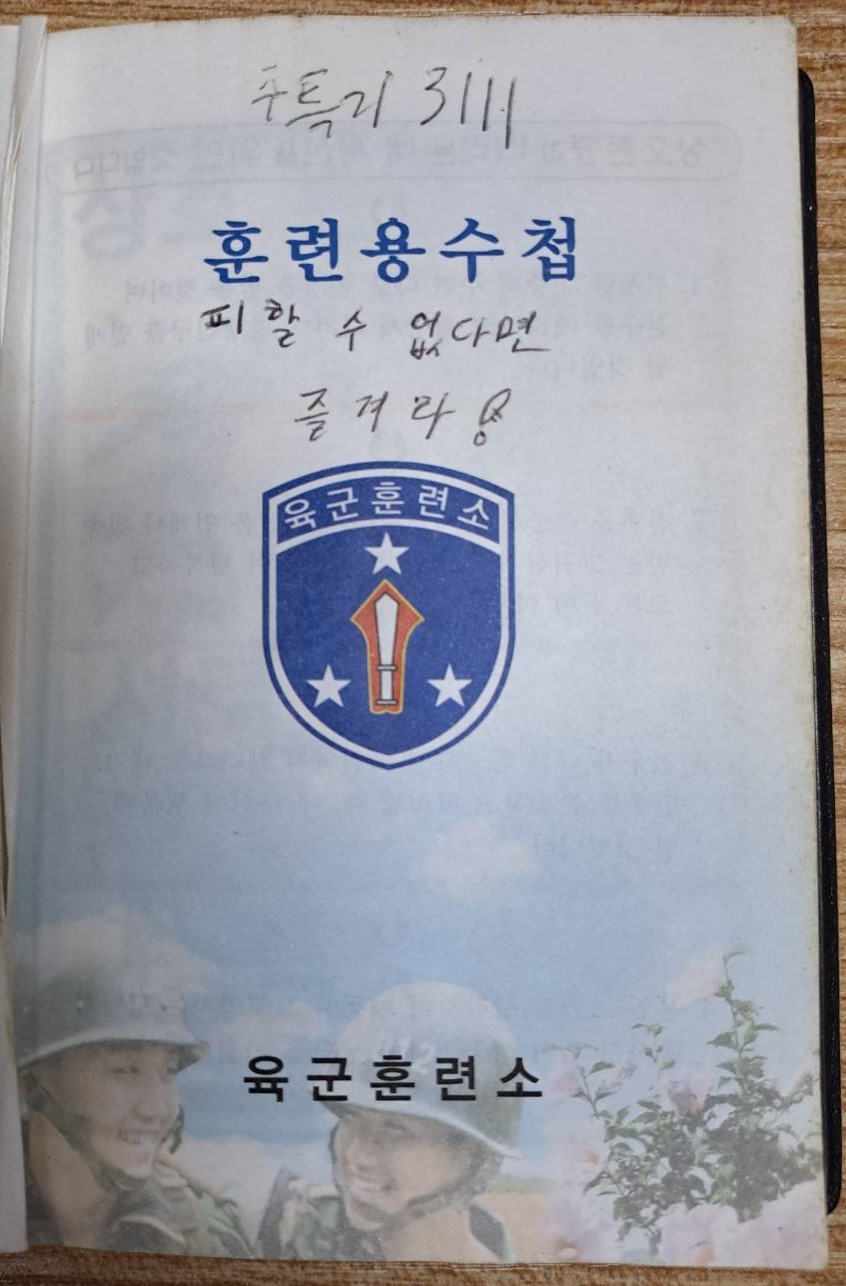 주특기 3111
훈련용수첩
피할 수 없다면
즐겨라
육군훈련소
육군훈련소